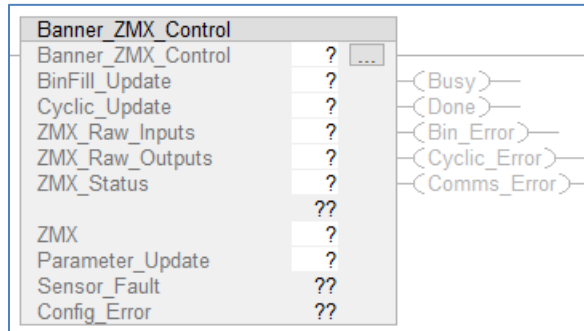 Banner_ZMX_Control
Banner_ZMX_Control ? ...
BinFill_Update ? Busy
Cyclic_Update ? Done
ZMX_Raw_Inputs ? Bin_Error
ZMX_Raw_Outputs ? Cyclic_Error
ZMX_Status ? Comms_Error
??
ZMX ?
Parameter_Update ?
Sensor_Fault ??
Config_Error ??